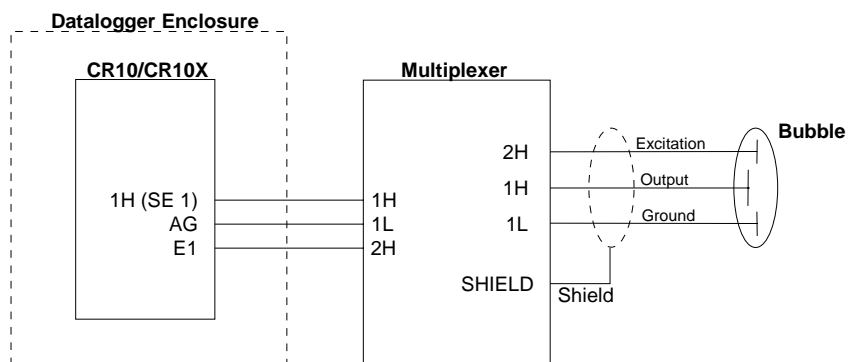 Datalogger Enclosure
CR10/CR10X
Multiplexer
Bubble
2H
Excitation
1H
Output
1L
Ground
SHIELD
Shield
1H (SE 1)
AG
E1
1H
1L
2H